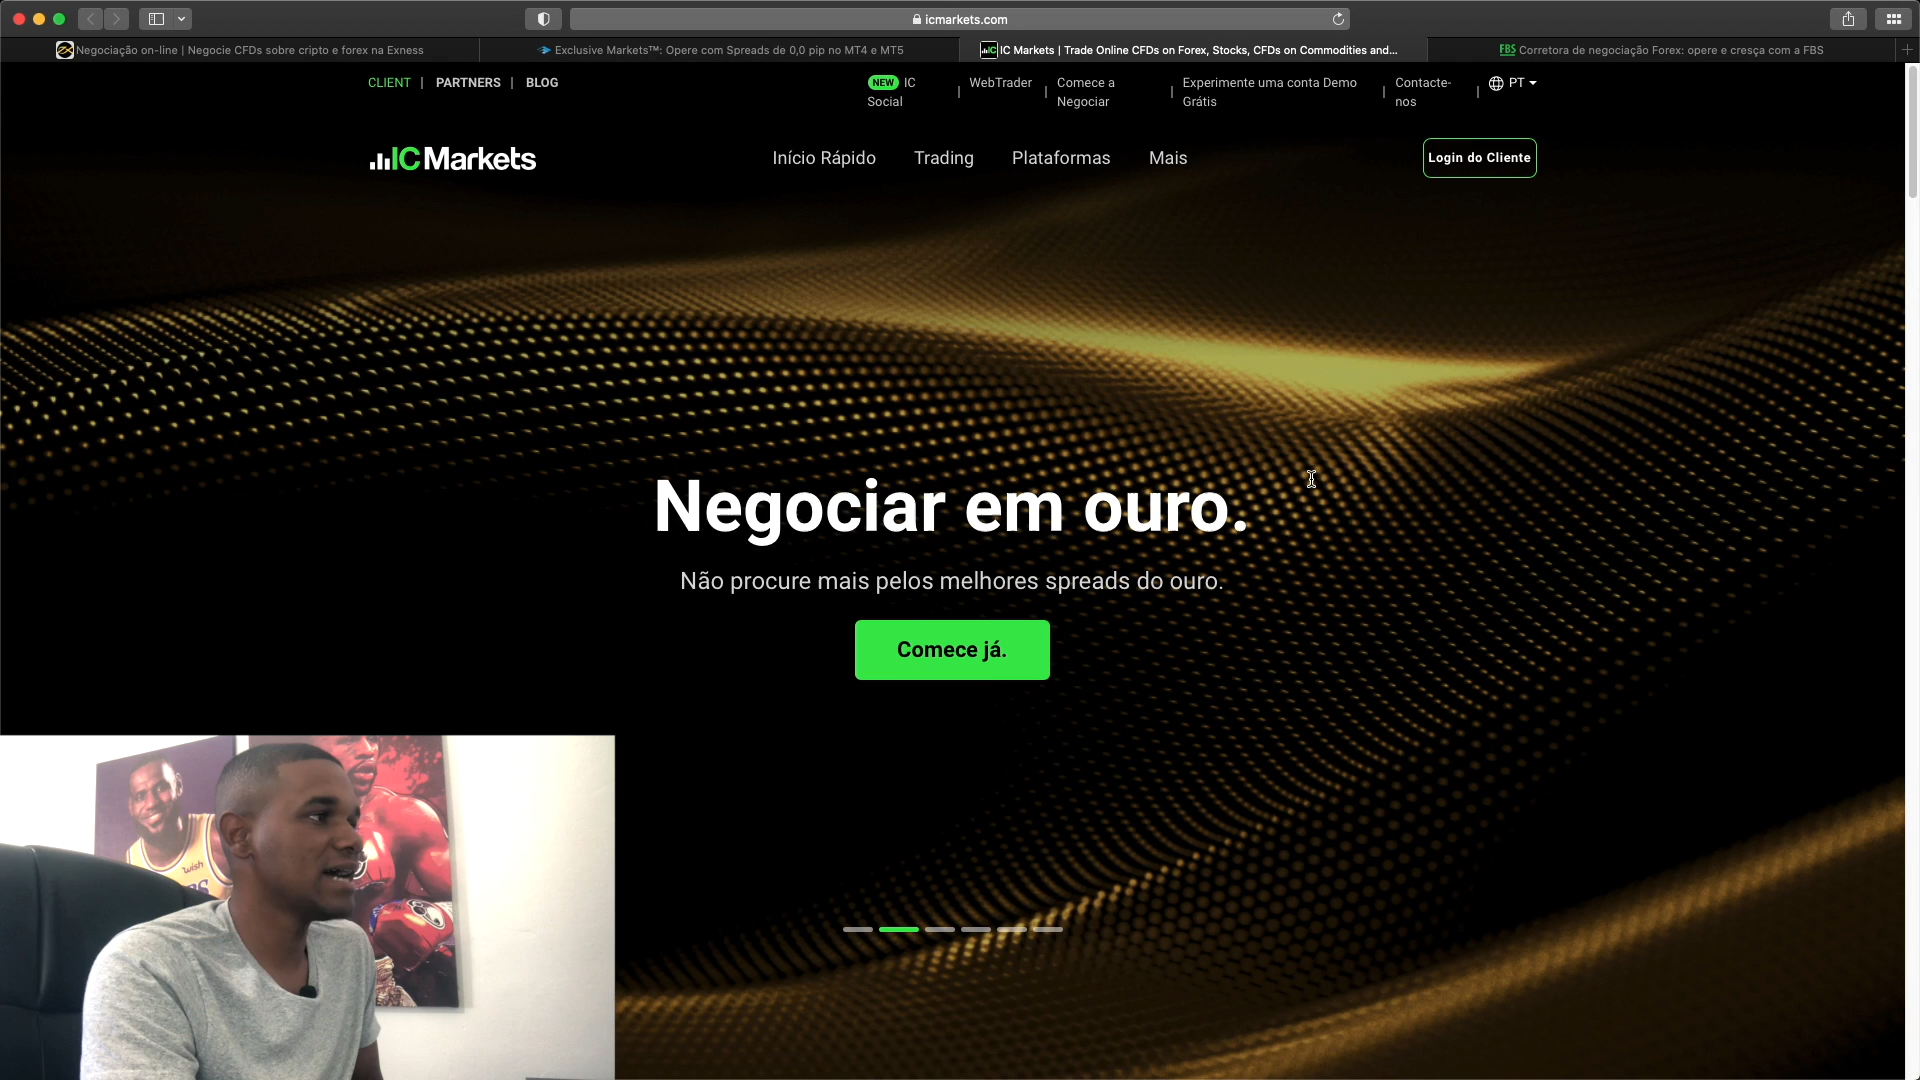 icmarkets.com
Negociação on-line | Negocie CFDs sobre cripto e forex na Exness
Exclusive Markets™: Opere com Spreads de 0,0 pip no MT4 e MT5
IC Markets | Trade Online CFDs on Forex, Stocks, CFDs on Commodities and...
FBS Corretora de negociação Forex: opere e cresça com a FBS
CLIENT | PARTNERS | BLOG
NEW IC Social
| WebTrader
| Comece a Negociar
| Experimente uma conta Demo Grátis
| Contacte-nos
| PT
IC Markets
Início Rápido
Trading
Plataformas
Mais
Login do Cliente
Negociar em ouro.
Não procure mais pelos melhores spreads do ouro.
Comece já.
wish